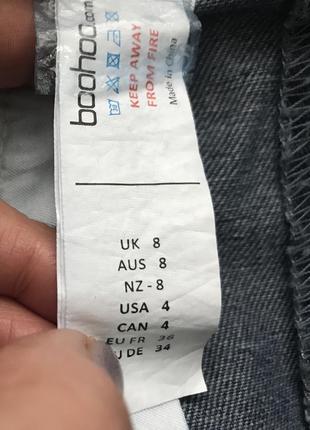 boohoo.com
KEEP AWAY
FROM FIRE
Made in China
UK 8
AUS 8
NZ - 8
USA 4
CAN 4
EU FR 36
DE 34